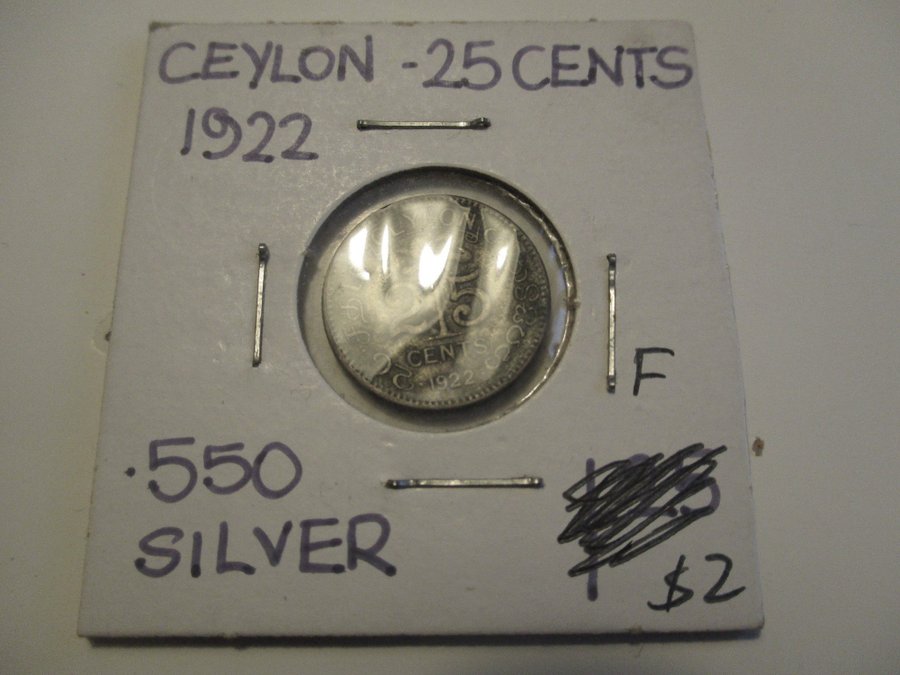 CEYLON - 25 CENTS
1922
25
CENTS
· 1922 ·
F
.550
SILVER
$2